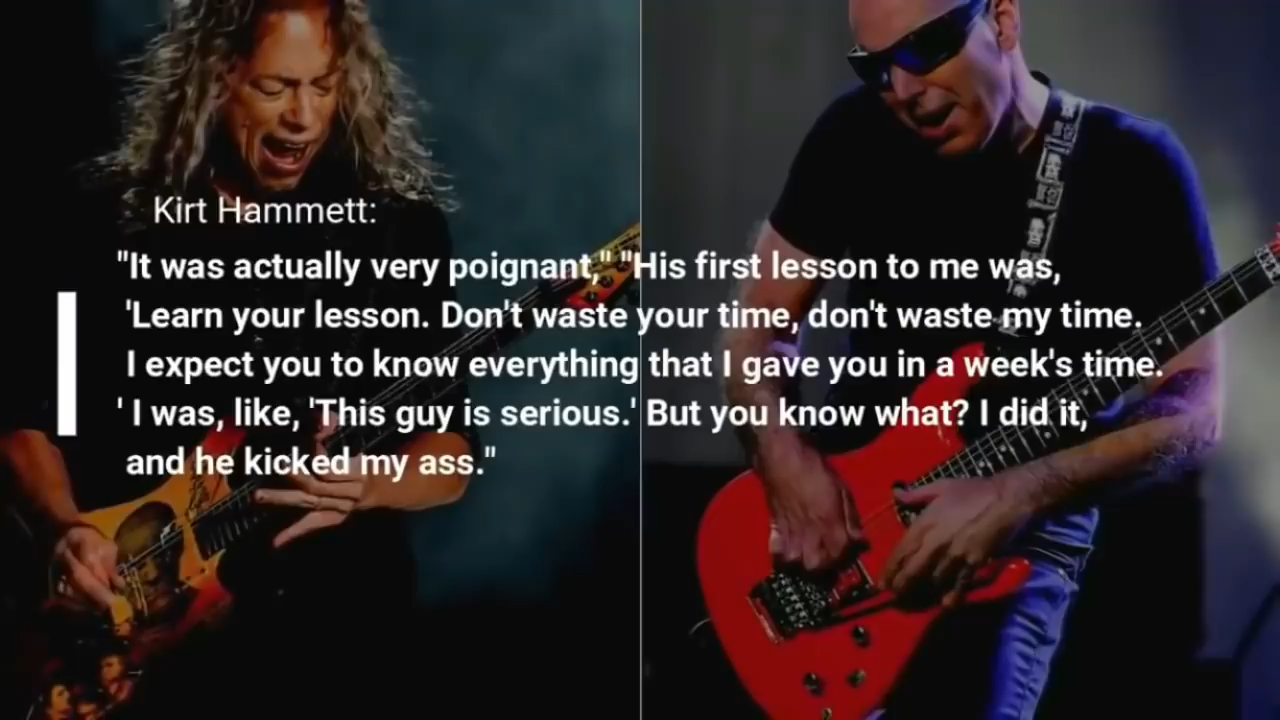 Kirt Hammett:
"It was actually very poignant," "His first lesson to me was,
'Learn your lesson. Don't waste your time, don't waste my time.
I expect you to know everything that I gave you in a week's time.
' I was, like, 'This guy is serious.' But you know what? I did it,
and he kicked my ass."